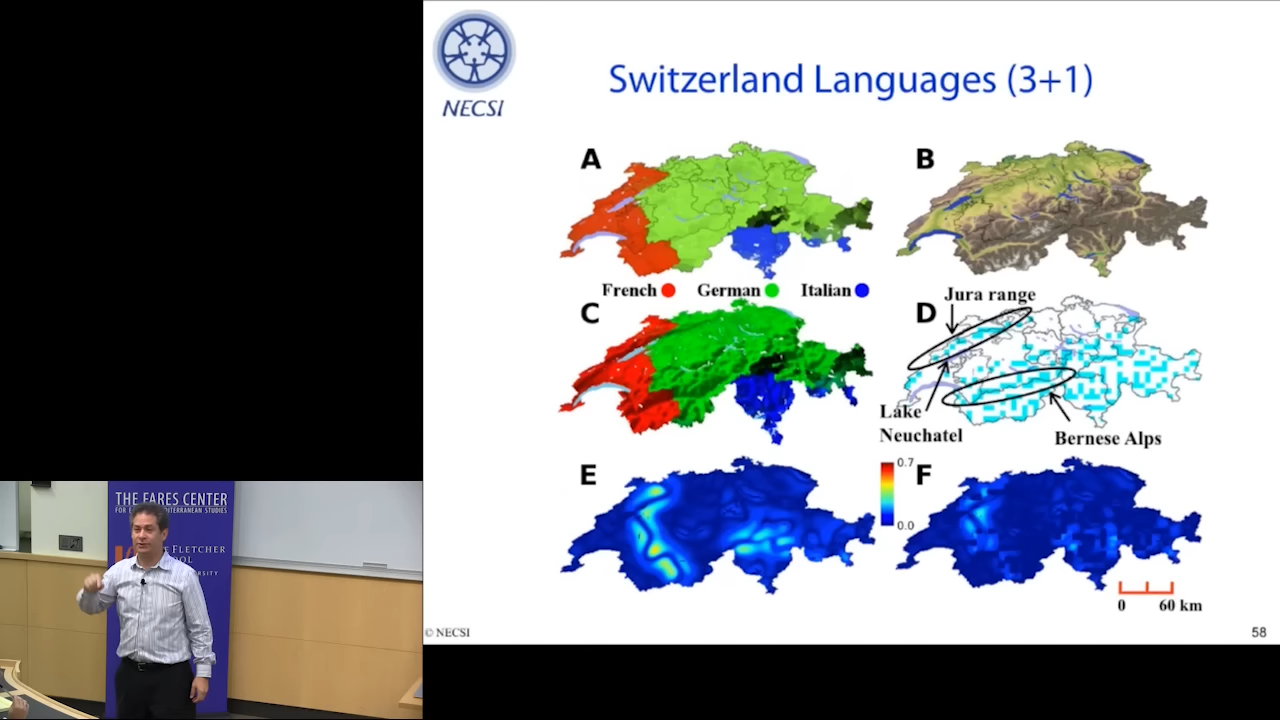 NECSI
Switzerland Languages (3+1)
A
B
French
German
Italian
Jura range
C
D
Lake
Neuchatel
Bernese Alps
E
0.7
0.0
F
0
60 km
© NECSI
58
THE FARES CENTER